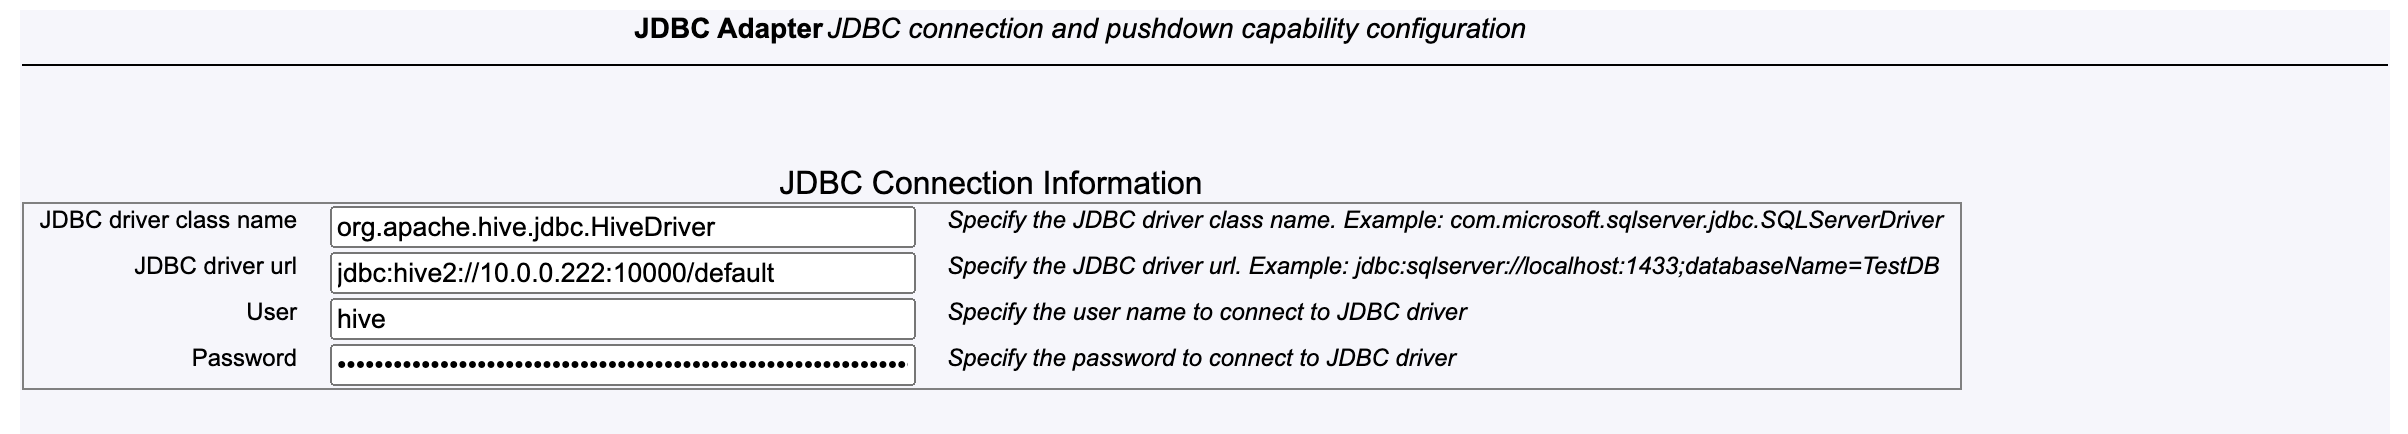 JDBC Adapter JDBC connection and pushdown capability configuration
JDBC Connection Information
JDBC driver class name org.apache.hive.jdbc.HiveDriver Specify the JDBC driver class name. Example: com.microsoft.sqlserver.jdbc.SQLServerDriver
JDBC driver url jdbc:hive2://10.0.0.222:10000/default Specify the JDBC driver url. Example: jdbc:sqlserver://localhost:1433;databaseName=TestDB
User hive Specify the user name to connect to JDBC driver
Password Specify the password to connect to JDBC driver